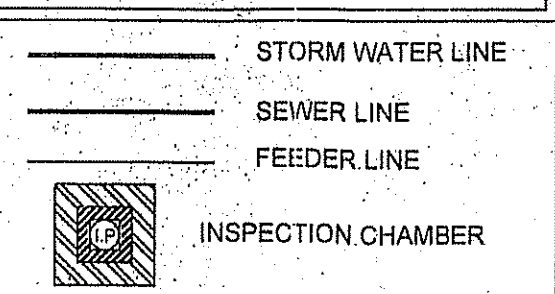 STORM WATER LINE
SEWER LINE
FEEDER LINE
I.P
INSPECTION CHAMBER